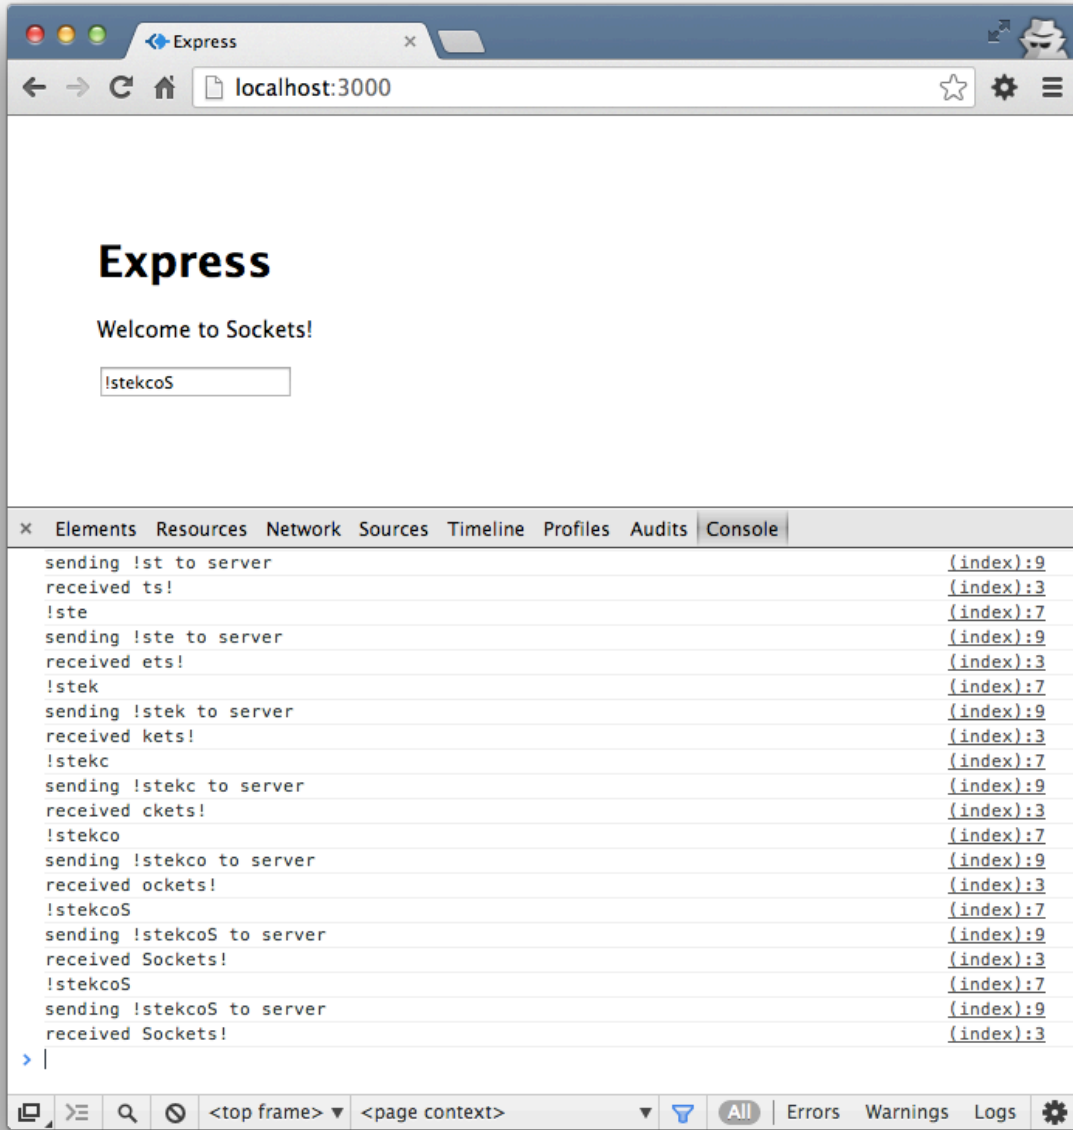 Express
localhost:3000
Express
Welcome to Sockets!
!stekcoS
Elements Resources Network Sources Timeline Profiles Audits Console
sending !st to server (index):9
received ts! (index):3
!ste (index):7
sending !ste to server (index):9
received ets! (index):3
!stek (index):7
sending !stek to server (index):9
received kets! (index):3
!stekc (index):7
sending !stekc to server (index):9
received ckets! (index):3
!stekco (index):7
sending !stekco to server (index):9
received ockets! (index):3
!stekcoS (index):7
sending !stekcoS to server (index):9
received Sockets! (index):3
!stekcoS (index):7
sending !stekcoS to server (index):9
received Sockets! (index):3
<top frame> <page context> All Errors Warnings Logs